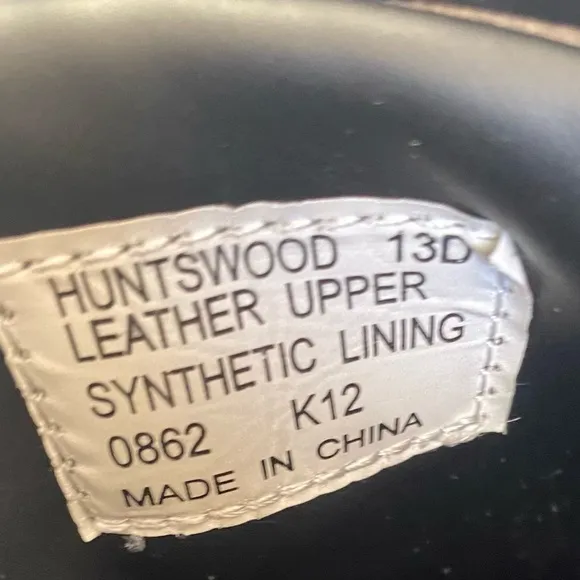 HUNTSWOOD 13D
LEATHER UPPER
SYNTHETIC LINING
0862 K12
MADE IN CHINA